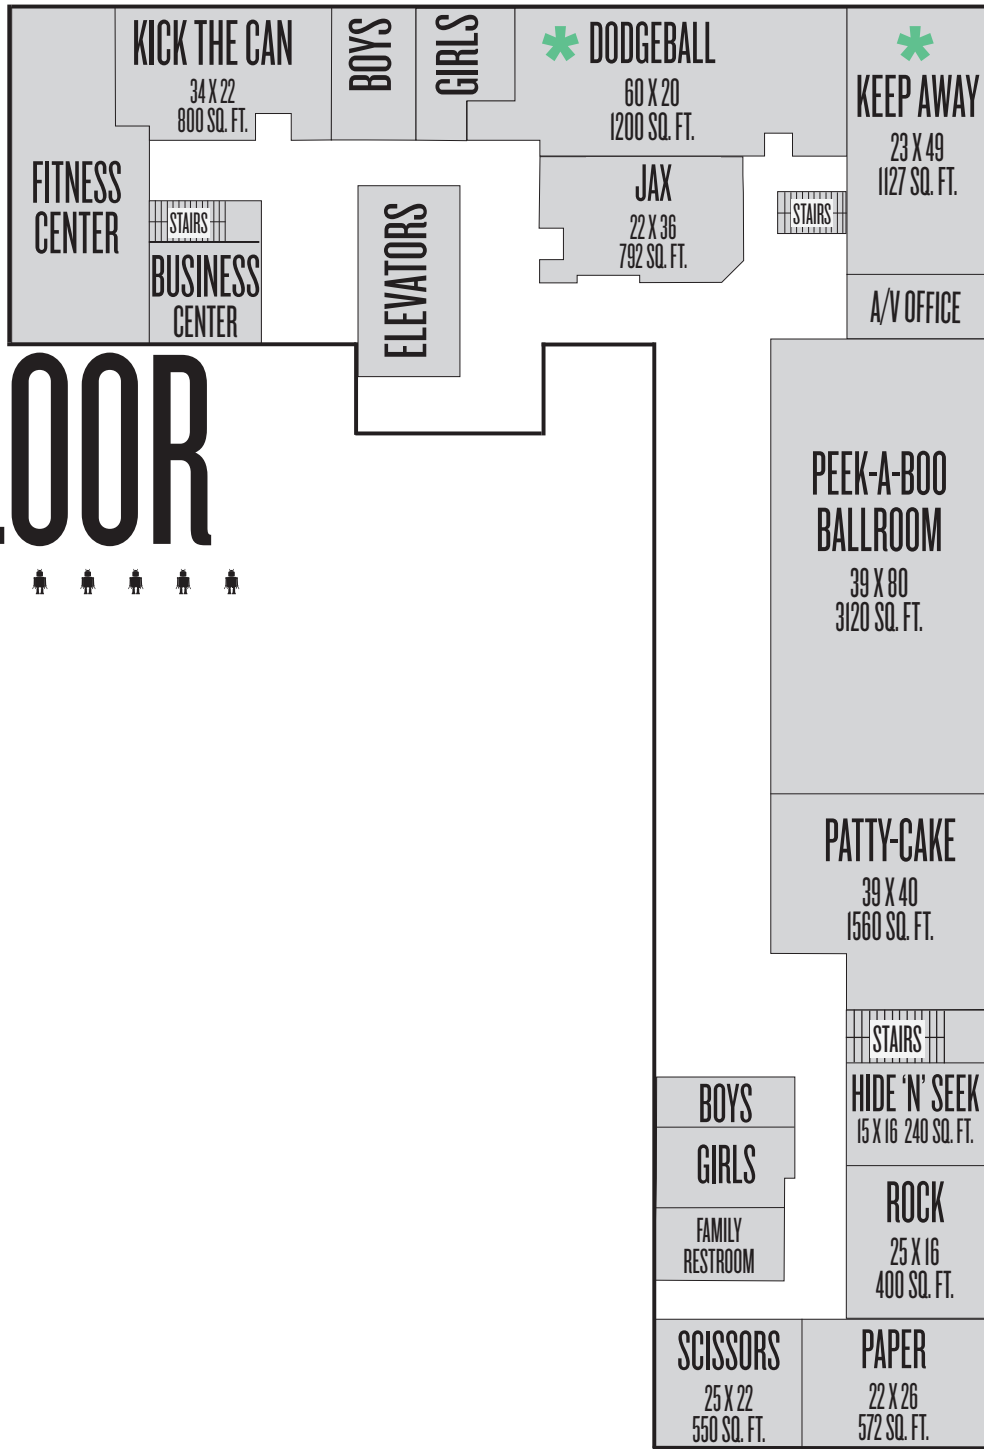 KICK THE CAN
34 X 22
800 SQ. FT.
BOYS
GIRLS
* DODGEBALL
60 X 20
1200 SQ. FT.
*
KEEP AWAY
23 X 49
1127 SQ. FT.
FITNESS
CENTER
STAIRS
BUSINESS
CENTER
ELEVATORS
JAX
22 X 36
792 SQ. FT.
STAIRS
A/V OFFICE
LOOR
PEEK-A-BOO
BALLROOM
39 X 80
3120 SQ. FT.
PATTY-CAKE
39 X 40
1560 SQ. FT.
STAIRS
HIDE ‘N’ SEEK
15 X 16 240 SQ. FT.
BOYS
GIRLS
FAMILY
RESTROOM
ROCK
25 X 16
400 SQ. FT.
SCISSORS
25 X 22
550 SQ. FT.
PAPER
22 X 26
572 SQ. FT.